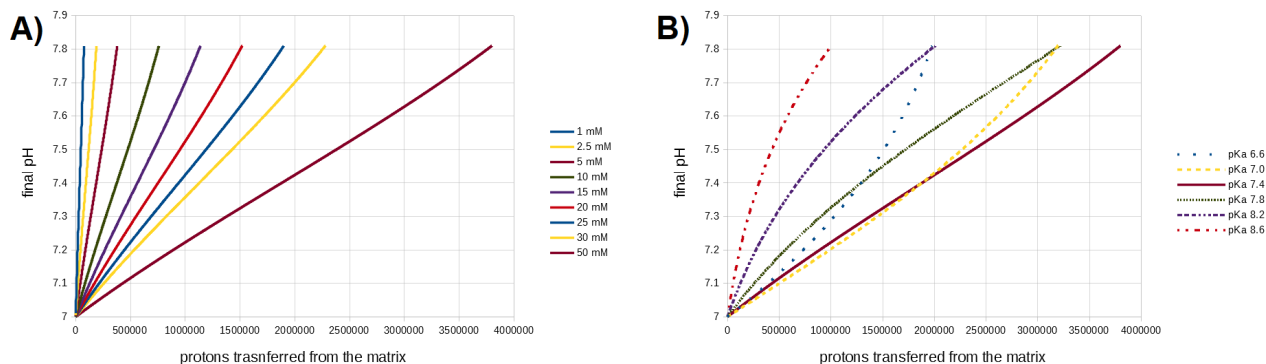 A)
7.9
7.8
7.7
7.6
7.5
7.4
7.3
7.2
7.1
7
final pH
0
500000
1000000
1500000
2000000
2500000
3000000
3500000
4000000
protons trasnferred from the matrix
1 mM
2.5 mM
5 mM
10 mM
15 mM
20 mM
25 mM
30 mM
50 mM
B)
7.9
7.8
7.7
7.6
7.5
7.4
7.3
7.2
7.1
7
final pH
0
500000
1000000
1500000
2000000
2500000
3000000
3500000
4000000
protons transferred from the matrix
pKa 6.6
pKa 7.0
pKa 7.4
pKa 7.8
pKa 8.2
pKa 8.6